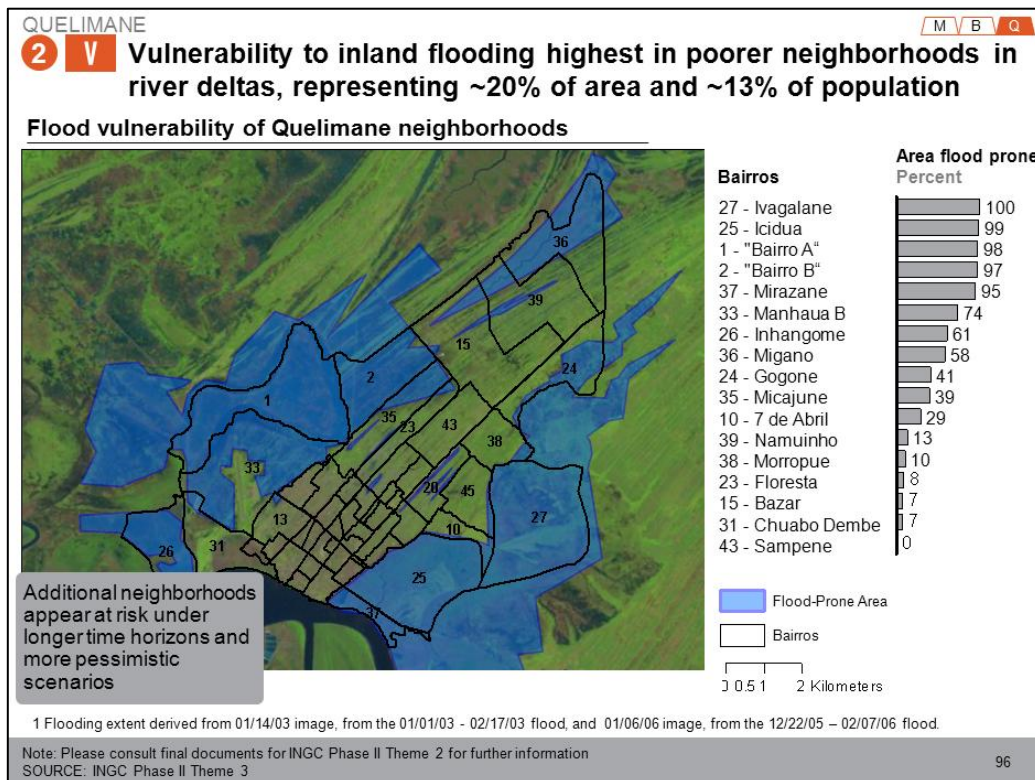 QUELIMANE
M B Q
2 V Vulnerability to inland flooding highest in poorer neighborhoods in
river deltas, representing ~20% of area and ~13% of population
Flood vulnerability of Quelimane neighborhoods
36
39
15
2
24
1
35
23
43
38
33
20
45
13
10
27
31
26
25
37
Additional neighborhoods
appear at risk under
longer time horizons and
more pessimistic
scenarios
Area flood prone
Bairros Percent
27 - Ivagalane 100
25 - Icidua 99
1 - "Bairro A“ 98
2 - "Bairro B“ 97
37 - Mirazane 95
33 - Manhaua B 74
26 - Inhangome 61
36 - Migano 58
24 - Gogone 41
35 - Micajune 39
10 - 7 de Abril 29
39 - Namuinho 13
38 - Morropue 10
23 - Floresta 8
15 - Bazar 7
31 - Chuabo Dembe 7
43 - Sampene 0
Flood-Prone Area
Bairros
0 0.5 1 2 Kilometers
1 Flooding extent derived from 01/14/03 image, from the 01/01/03 - 02/17/03 flood, and 01/06/06 image, from the 12/22/05 – 02/07/06 flood.
Note: Please consult final documents for INGC Phase II Theme 2 for further information
SOURCE: INGC Phase II Theme 3
96